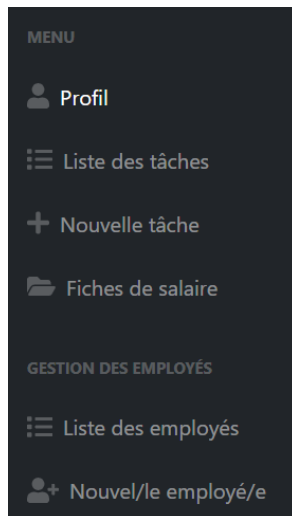 MENU
Profil
Liste des tâches
Nouvelle tâche
Fiches de salaire
GESTION DES EMPLOYÉS
Liste des employés
Nouvel/le employé/e